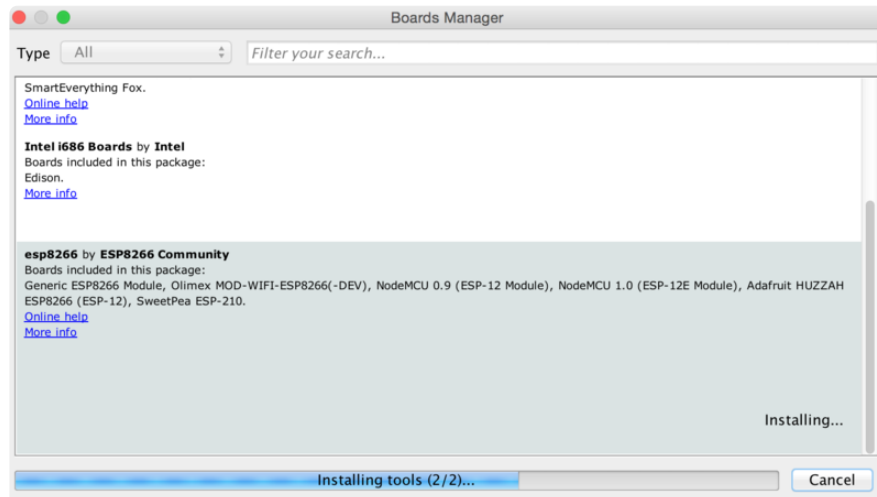 Boards Manager
Type All Filter your search...
SmartEverything Fox.
Online help
More info
Intel i686 Boards by Intel
Boards included in this package:
Edison.
More info
esp8266 by ESP8266 Community
Boards included in this package:
Generic ESP8266 Module, Olimex MOD-WIFI-ESP8266(-DEV), NodeMCU 0.9 (ESP-12 Module), NodeMCU 1.0 (ESP-12E Module), Adafruit HUZZAH
ESP8266 (ESP-12), SweetPea ESP-210.
Online help
More info
Installing...
Installing tools (2/2)... Cancel